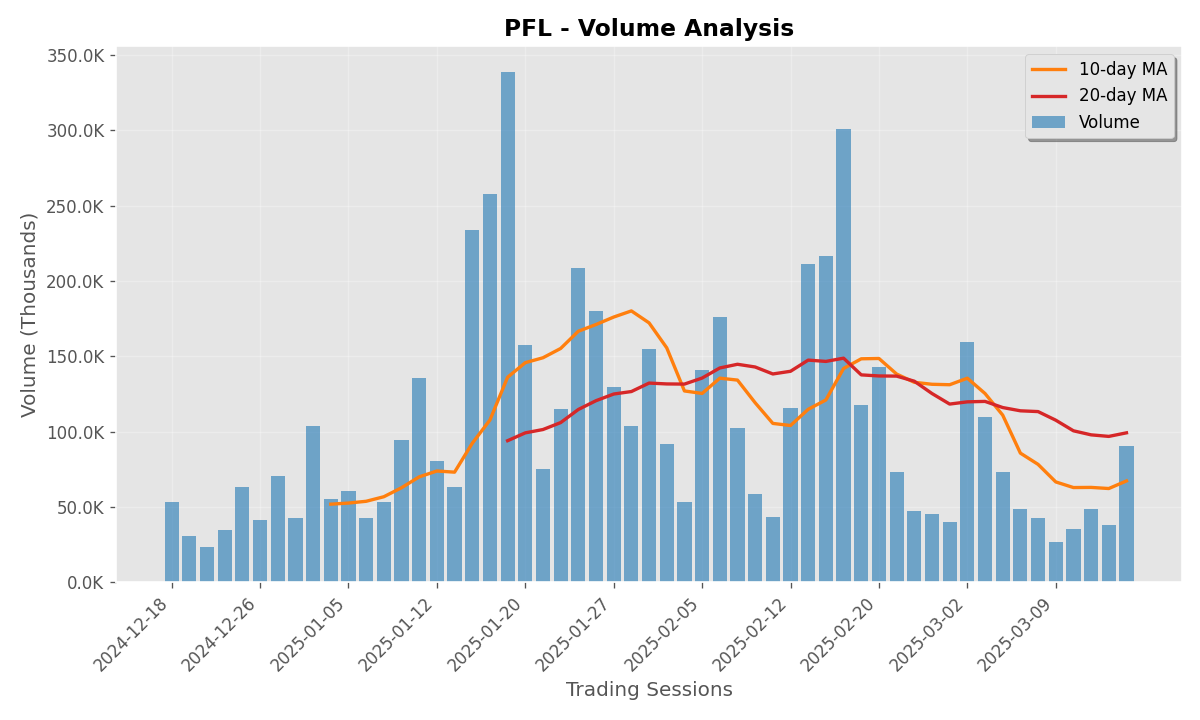 PFL - Volume Analysis
350.0K
300.0K
250.0K
200.0K
150.0K
100.0K
50.0K
0.0K
Volume (Thousands)
10-day MA
20-day MA
Volume
2024-12-18
2024-12-26
2025-01-05
2025-01-12
2025-01-20
2025-01-27
2025-02-05
2025-02-12
2025-02-20
2025-03-02
2025-03-09
Trading Sessions